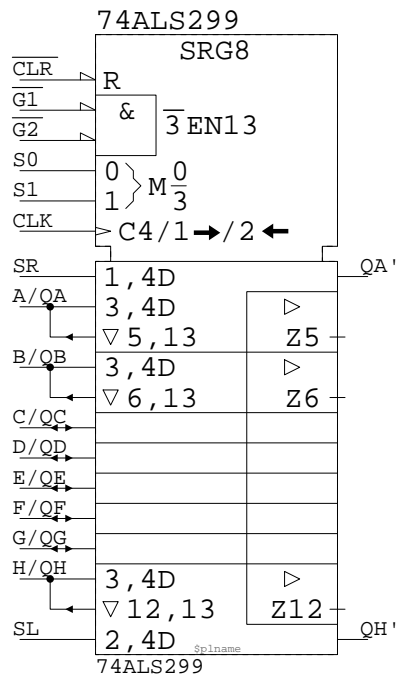 74ALS299
SRG8
CLR
R
G1
&
3EN13
G2
S0
0
M 0/3
S1
1
CLK
C4/1→/2←
SR
1,4D
QA'
A/QA
3,4D
▷
▽5,13
Z5
B/QB
3,4D
▷
▽6,13
Z6
C/QC
D/QD
E/QE
F/QF
G/QG
H/QH
3,4D
▷
▽12,13
Z12
SL
2,4D
$plname
QH'
74ALS299